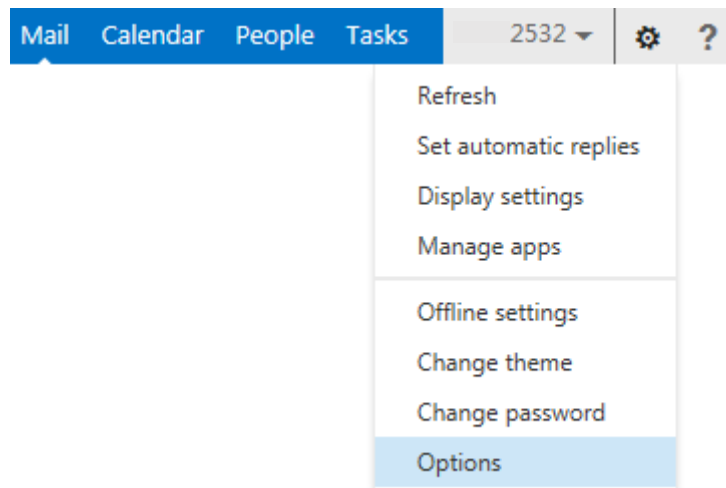 Mail Calendar People Tasks 2532 ?
Refresh
Set automatic replies
Display settings
Manage apps
Offline settings
Change theme
Change password
Options